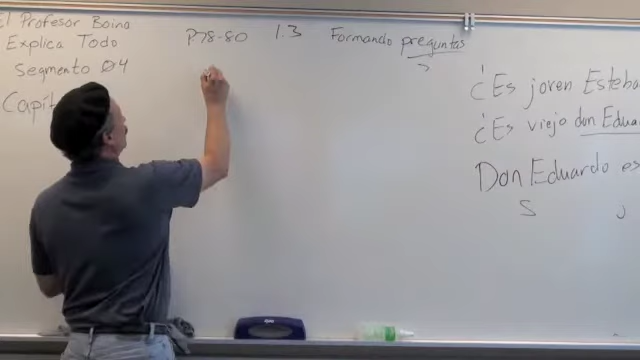 El Profesor Boina
Explica Todo
Segmento 04
P78-80 1.3 Formando preguntas
¿Es joven Esteba
¿Es viejo don Edua
Don Eduardo es
S